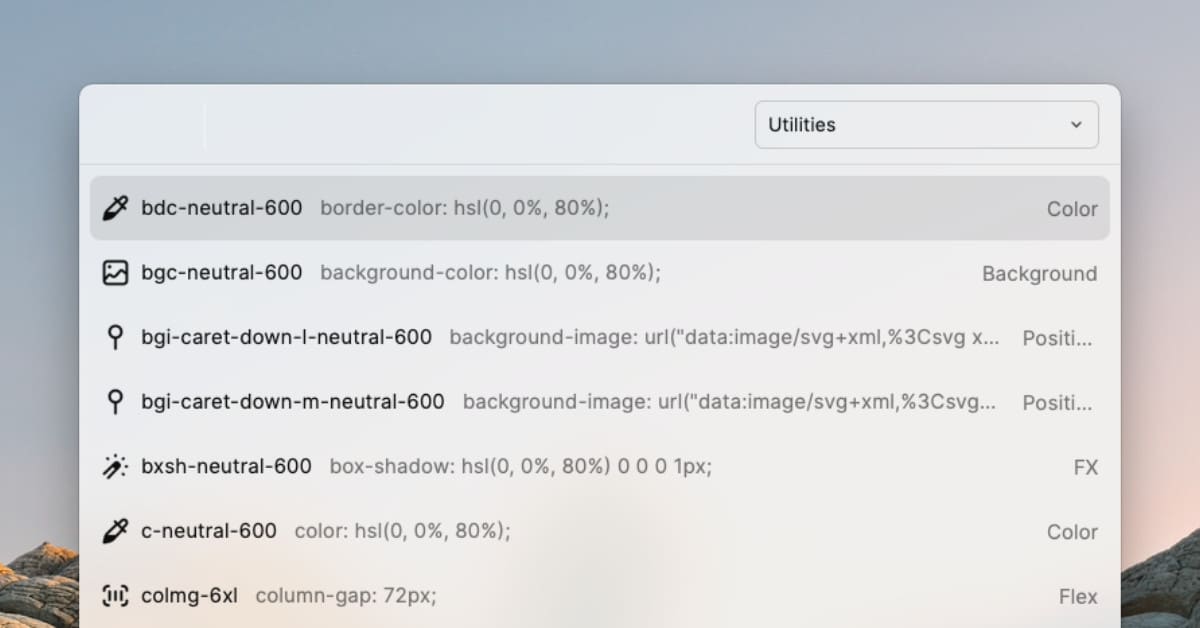 Utilities
bdc-neutral-600 border-color: hsl(0, 0%, 80%); Color
bgc-neutral-600 background-color: hsl(0, 0%, 80%); Background
bgi-caret-down-l-neutral-600 background-image: url("data:image/svg+xml,%3Csvg x... Positi...
bgi-caret-down-m-neutral-600 background-image: url("data:image/svg+xml,%3Csvg... Positi...
bxsh-neutral-600 box-shadow: hsl(0, 0%, 80%) 0 0 0 1px; FX
c-neutral-600 color: hsl(0, 0%, 80%); Color
colmg-6xl column-gap: 72px; Flex